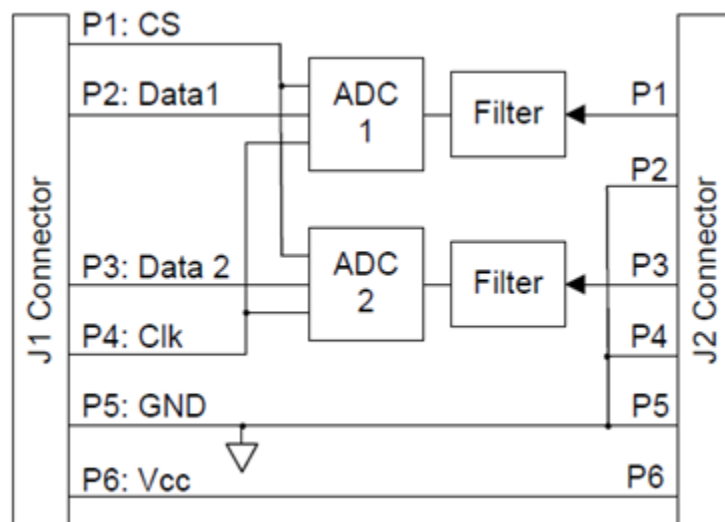 J1 Connector
P1: CS
P2: Data1
P3: Data 2
P4: Clk
P5: GND
P6: Vcc
ADC
1
Filter
ADC
2
Filter
P1
P2
P3
P4
P5
P6
J2 Connector